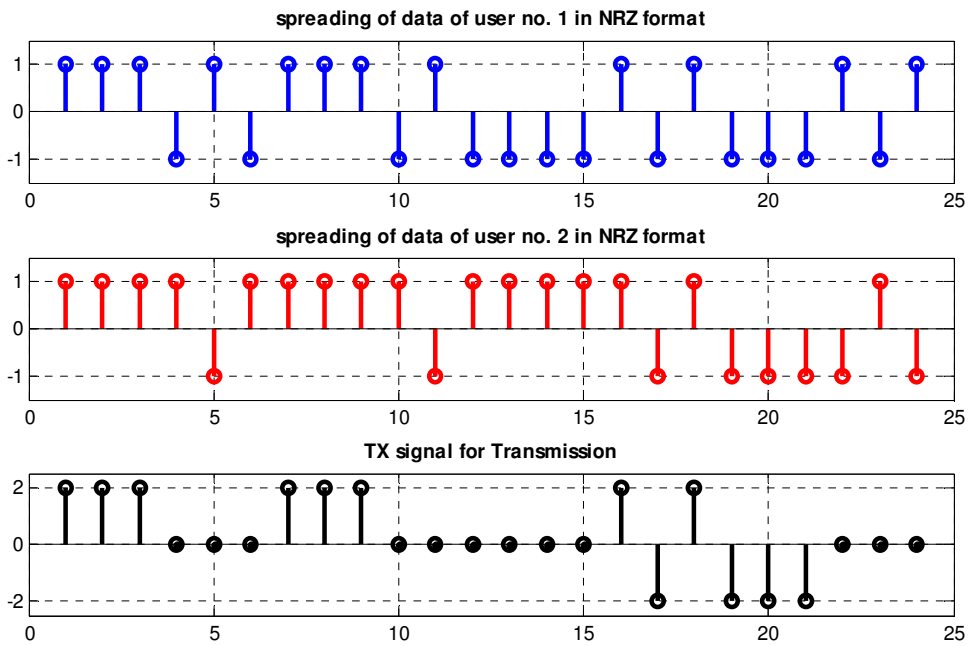 spreading of data of user no. 1 in NRZ format
1
0
-1
0 5 10 15 20 25
spreading of data of user no. 2 in NRZ format
1
0
-1
0 5 10 15 20 25
TX signal for Transmission
2
0
-2
0 5 10 15 20 25